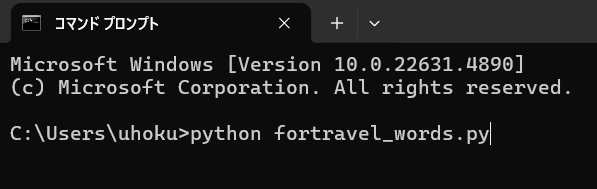 コマンド プロンプト
Microsoft Windows [Version 10.0.22631.4890]
(c) Microsoft Corporation. All rights reserved.
C:\Users\uhoku>python fortravel_words.py